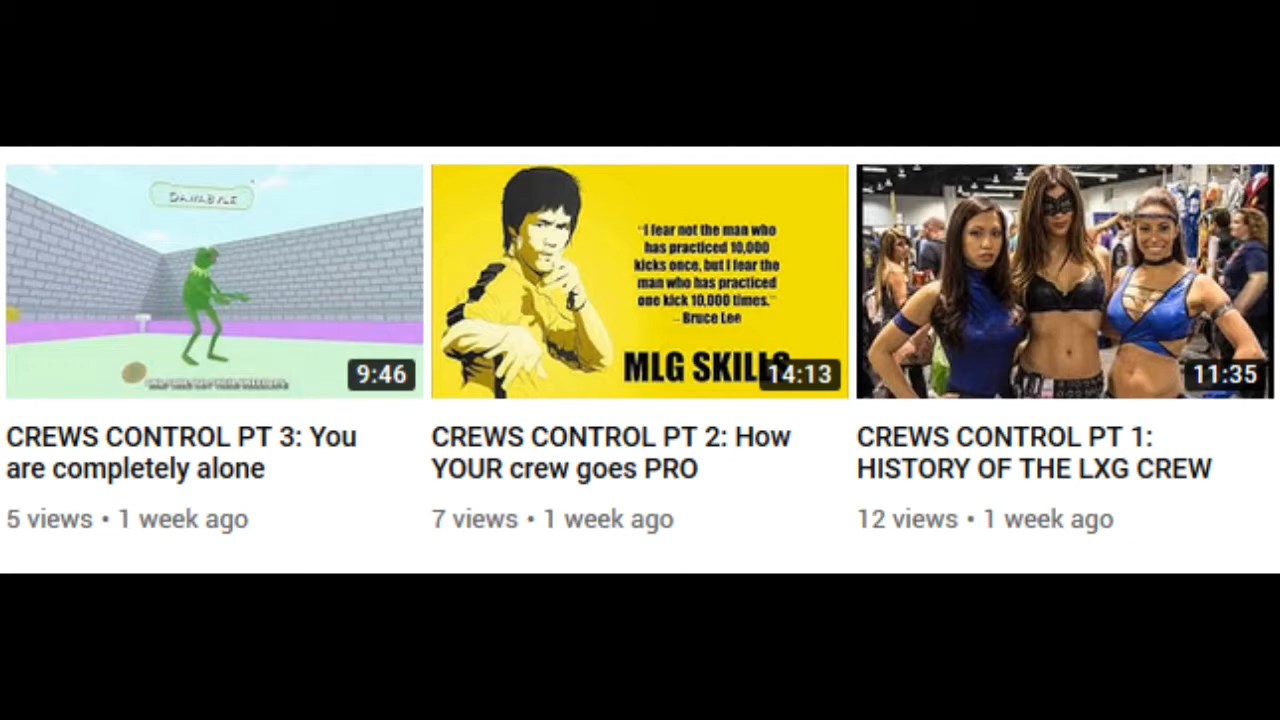 9:46
"I fear not the man who
has practiced 10,000
kicks once, but I fear the
man who has practiced
one kick 10,000 times."
– Bruce Lee
MLG SKILLS
14:13
11:35
CREWS CONTROL PT 3: You
are completely alone
5 views • 1 week ago
CREWS CONTROL PT 2: How
YOUR crew goes PRO
7 views • 1 week ago
CREWS CONTROL PT 1:
HISTORY OF THE LXG CREW
12 views • 1 week ago